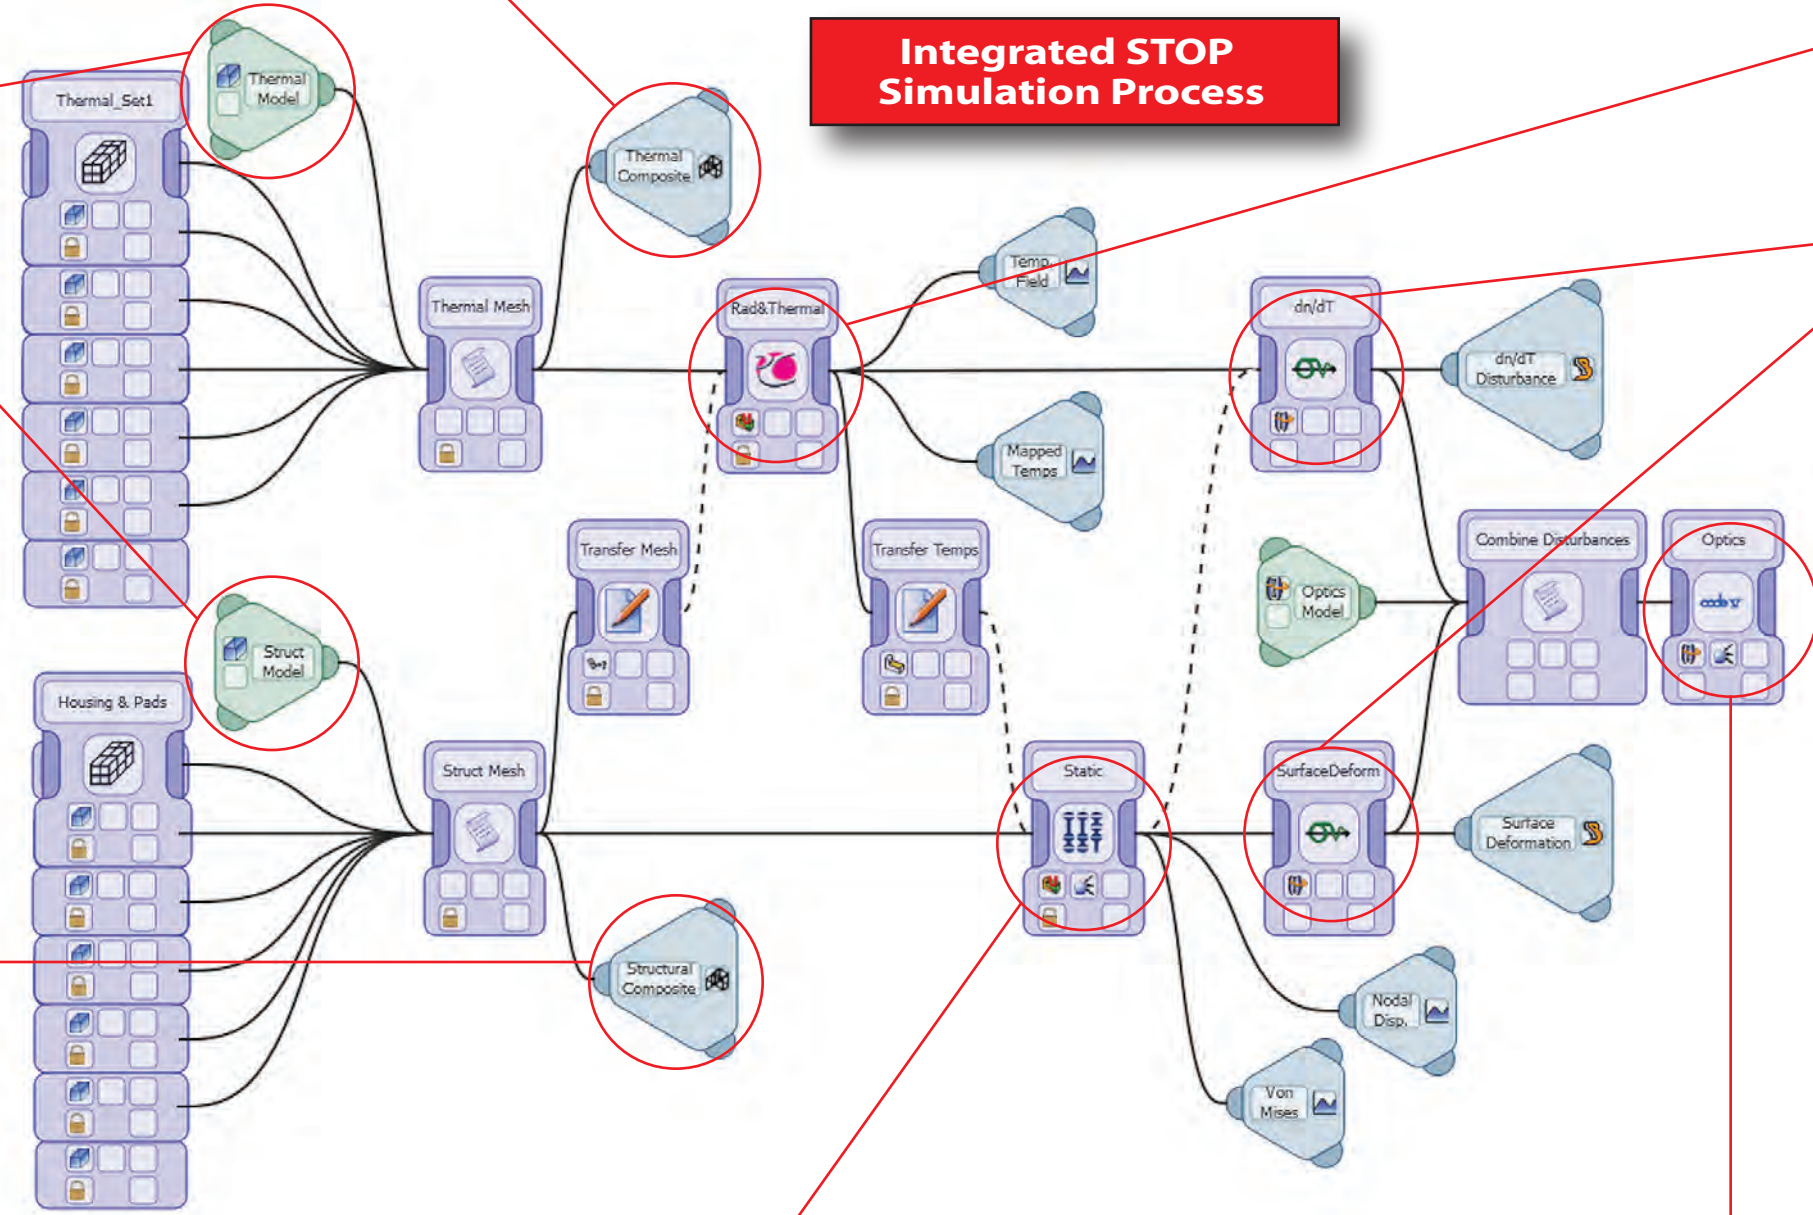 Integrated STOP
Simulation Process
Thermal_Set1
Thermal
Model
Thermal
Composite
Thermal Mesh
Rad&Thermal
Temp.
Field
Mapped
Temps
dn/dT
dn/dT
Disturbance
Transfer Mesh
Transfer Temps
Optics
Model
Combine Disturbances
Optics
code v
Struct
Model
Housing & Pads
Struct Mesh
Static
SurfaceDeform
Surface
Deformation
Structural
Composite
Nodal
Disp.
Von
Mises